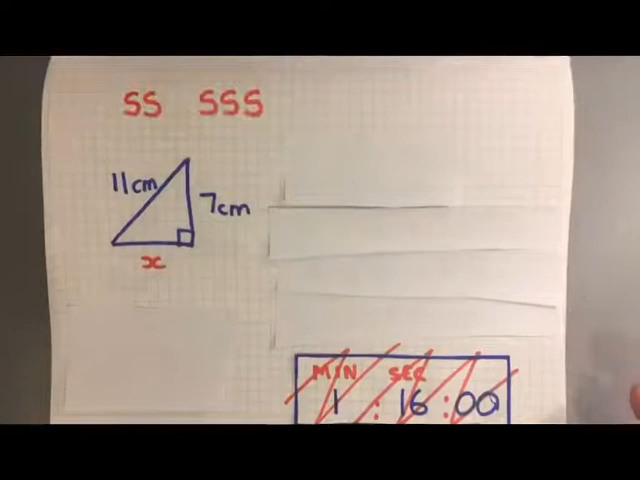 SS SSS
11cm
7cm
x
MIN SEC
1 : 16 : 00